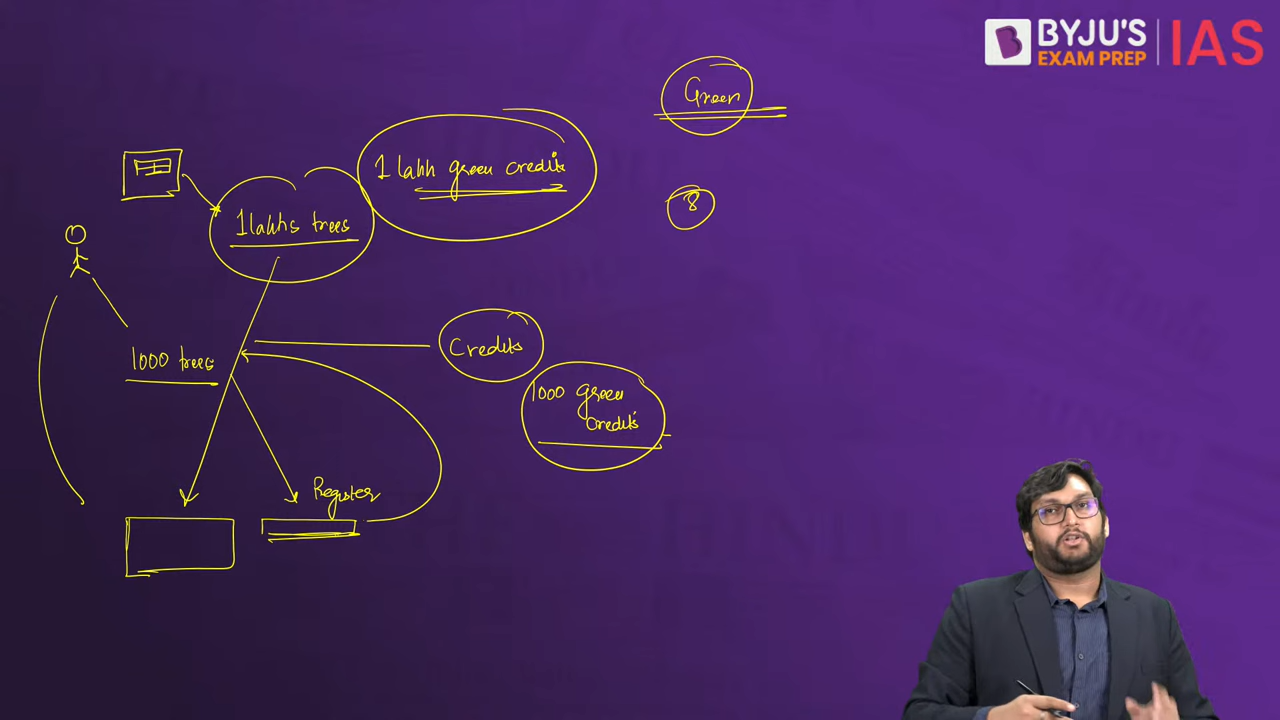 BYJU'S
EXAM PREP
IAS
Green
1 lakh green credits
8
1 lakhs trees
Credits
1000 trees
1000 green
credits
Register